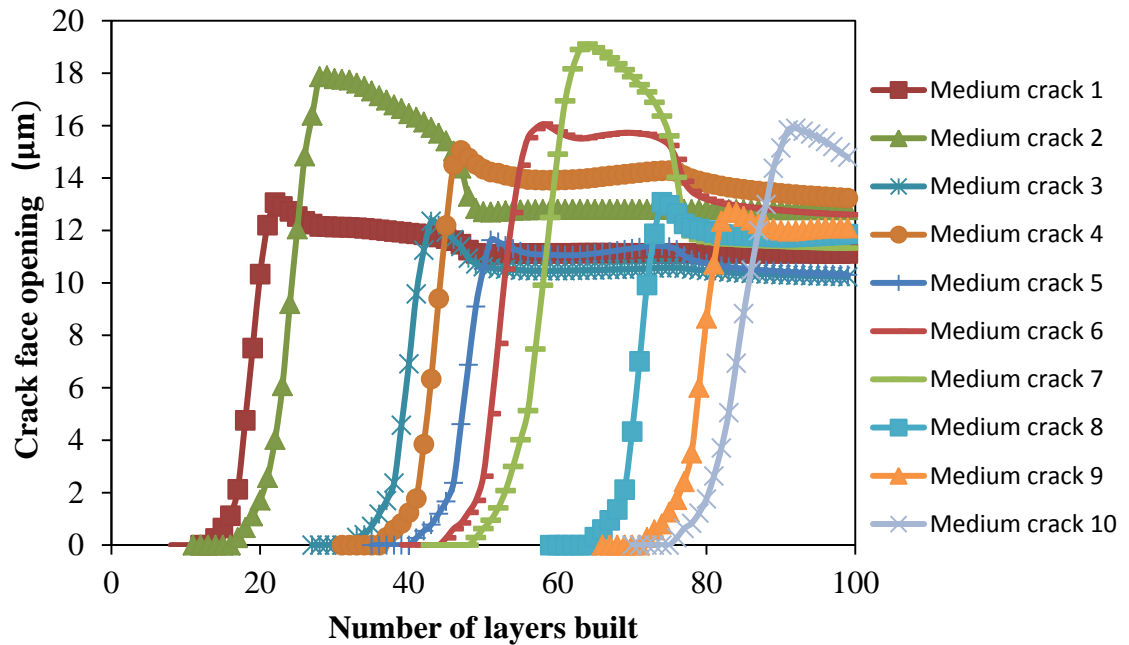 20
18
16
14
12
10
8
6
4
2
0
0
20
40
60
80
100
Crack face opening (µm)
Number of layers built
Medium crack 1
Medium crack 2
Medium crack 3
Medium crack 4
Medium crack 5
Medium crack 6
Medium crack 7
Medium crack 8
Medium crack 9
Medium crack 10